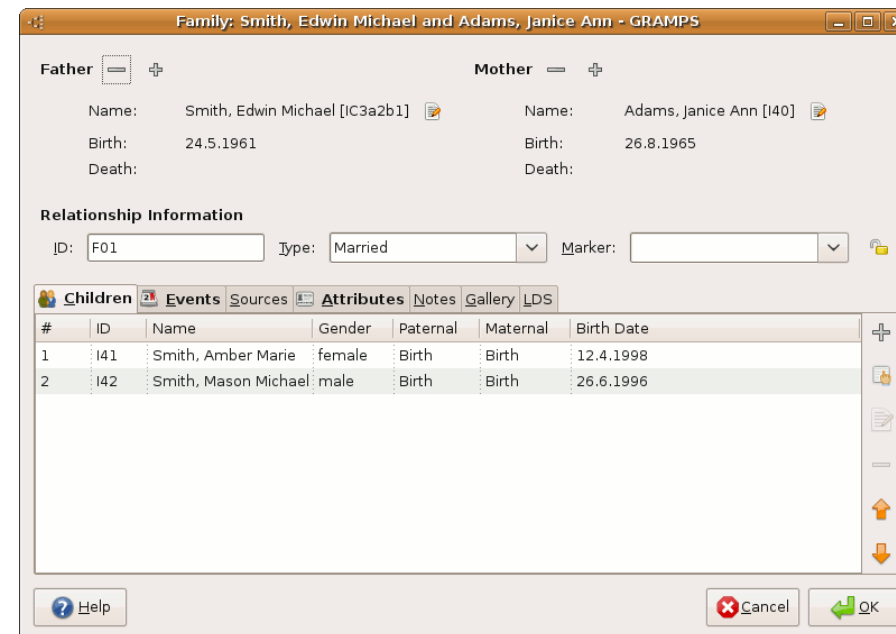 Family: Smith, Edwin Michael and Adams, Janice Ann - GRAMPS
Father Mother
Name: Smith, Edwin Michael [IC3a2b1] Name: Adams, Janice Ann [I40]
Birth: 24.5.1961 Birth: 26.8.1965
Death: Death:
Relationship Information
ID: F01 Type: Married Marker:
Children Events Sources Attributes Notes Gallery LDS
# ID Name Gender Paternal Maternal Birth Date
1 I41 Smith, Amber Marie female Birth Birth 12.4.1998
2 I42 Smith, Mason Michael male Birth Birth 26.6.1996
Help Cancel OK